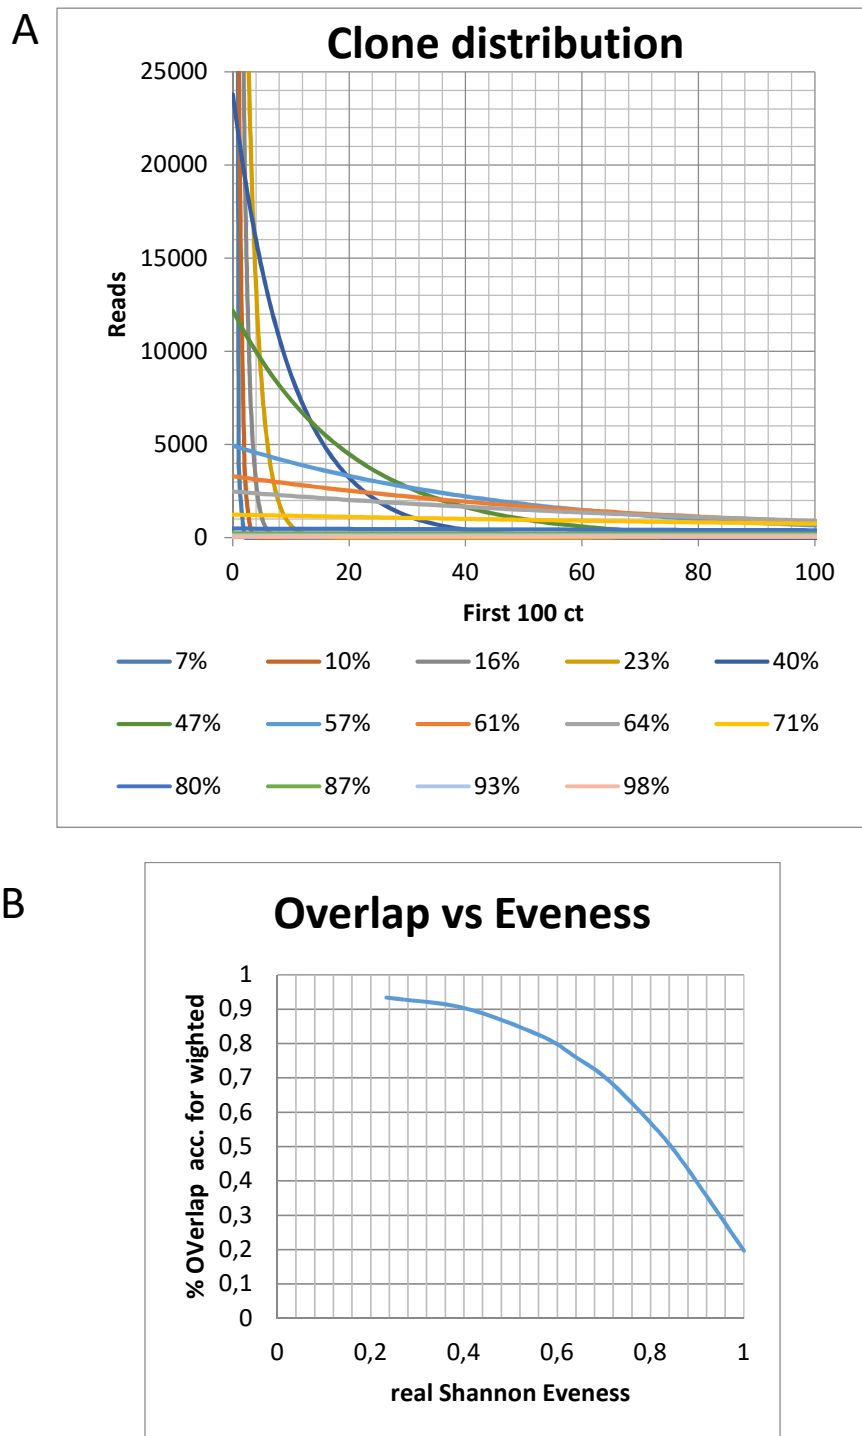 A
Clone distribution
25000
20000
15000
10000
5000
0
Reads
0 20 40 60 80 100
First 100 ct
7% 10% 16% 23% 40%
47% 57% 61% 64% 71%
80% 87% 93% 98%
B
Overlap vs Eveness
1
0,9
0,8
0,7
0,6
0,5
0,4
0,3
0,2
0,1
0
% OVerlap acc. for wighted
0 0,2 0,4 0,6 0,8 1
real Shannon Eveness